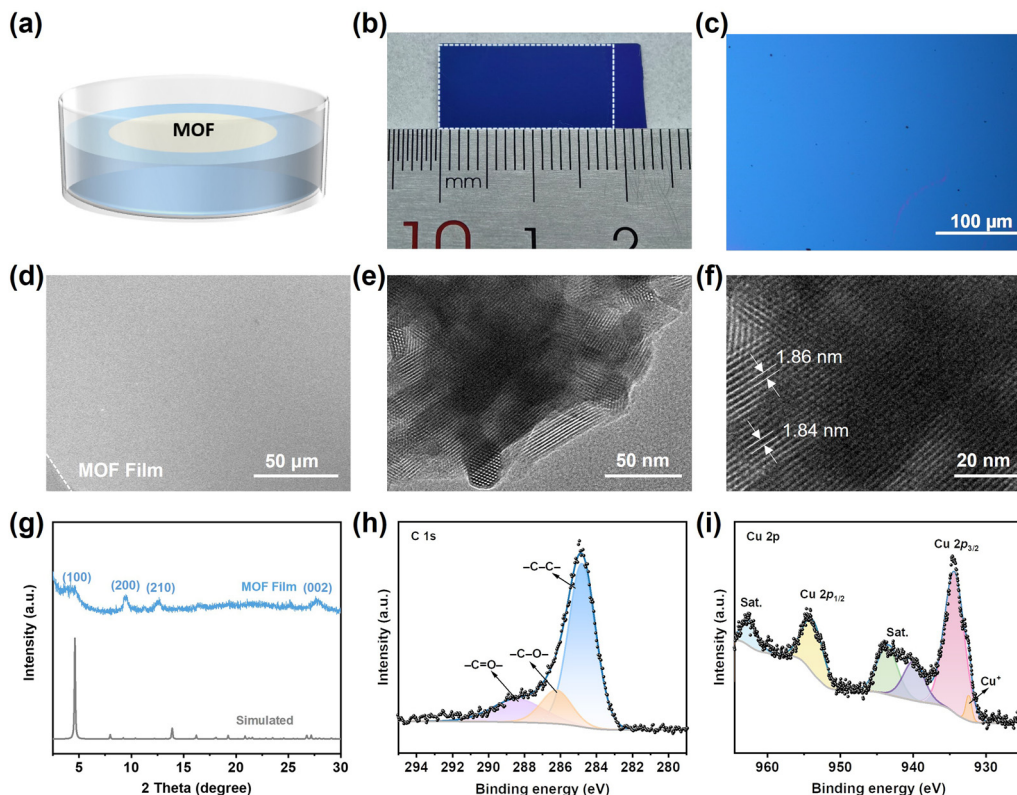 (a)
MOF
(b)
mm
10 1 2
(c)
100 μm
(d)
MOF Film
50 μm
(e)
50 nm
(f)
1.86 nm
1.84 nm
20 nm
(g)
Intensity (a.u.)
(100)
(200)
(210)
MOF Film
(002)
Simulated
5 10 15 20 25 30
2 Theta (degree)
(h)
Intensity (a.u.)
C 1s
–C–C–
–C–O–
–C=O–
294 292 290 288 286 284 282 280
Binding energy (eV)
(i)
Intensity (a.u.)
Cu 2p
Cu 2p3/2
Cu 2p1/2
Sat.
Sat.
Cu+
960 950 940 930
Binding energy (eV)